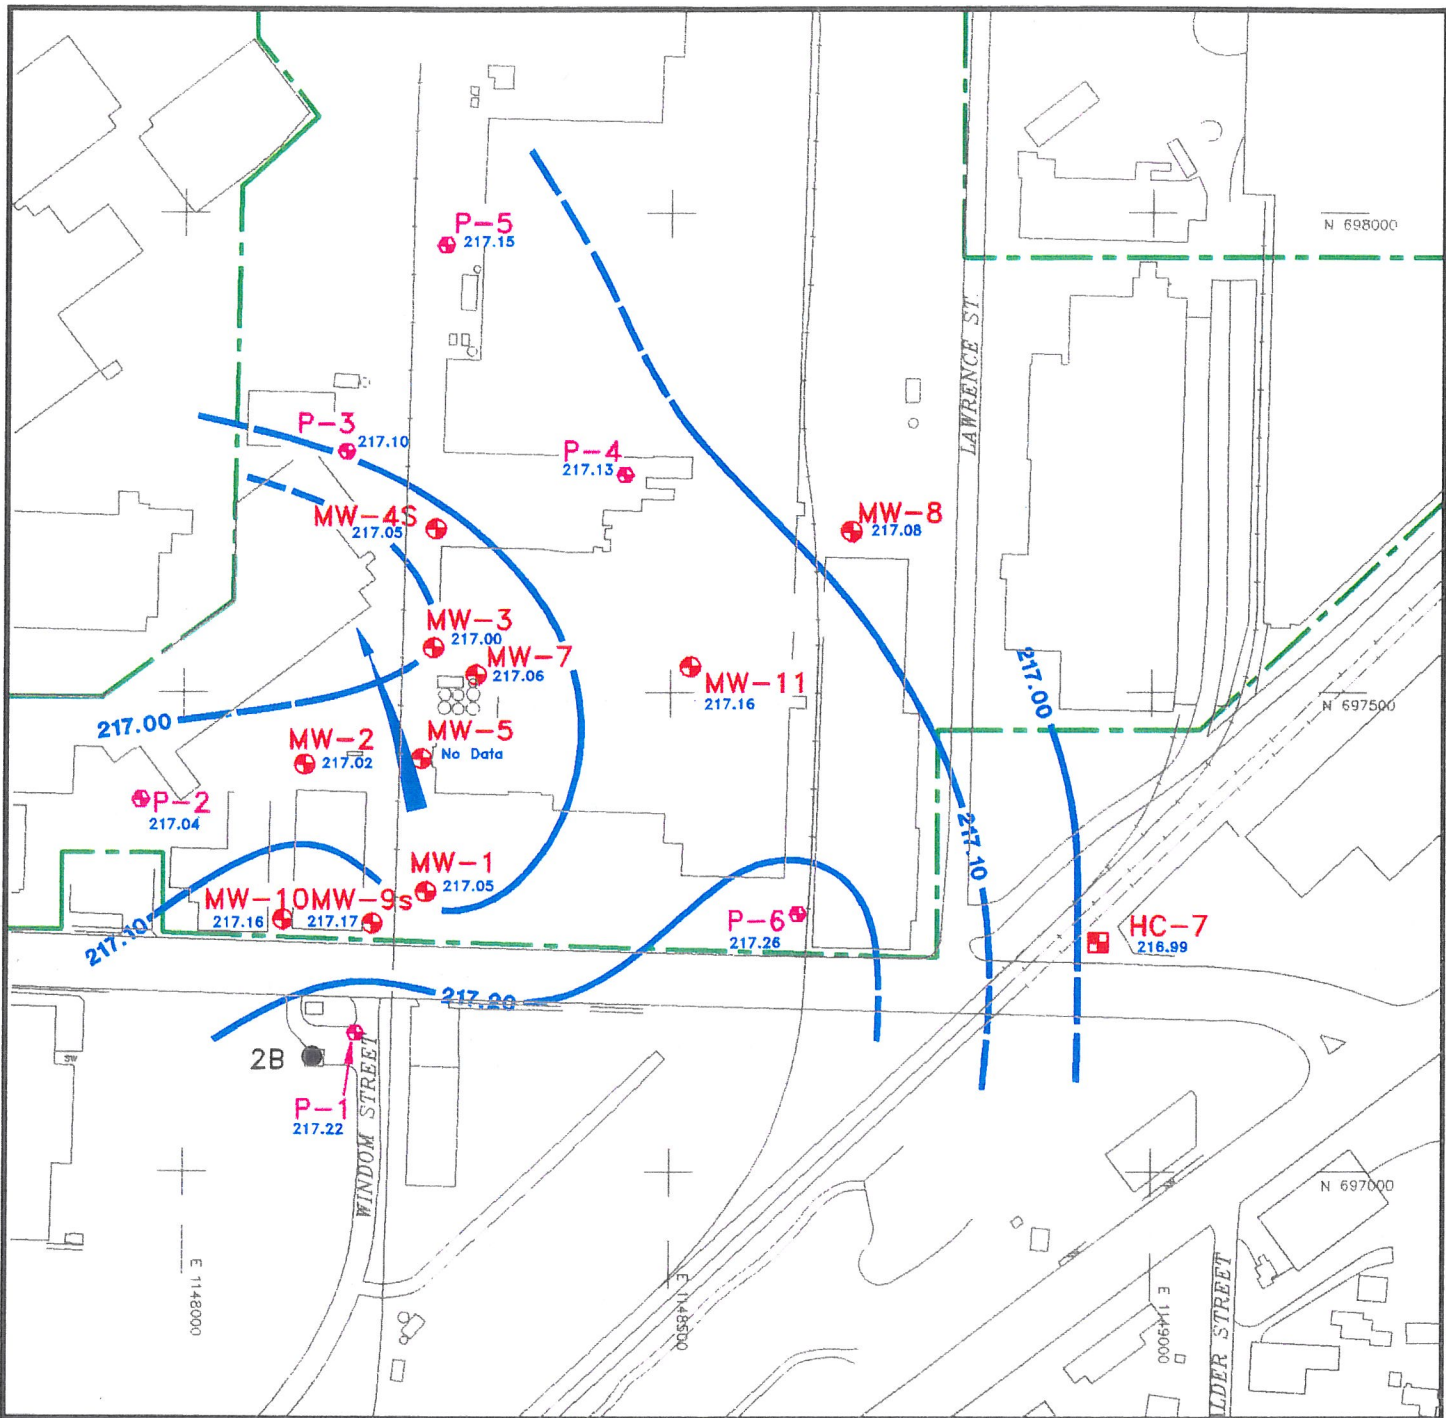 P-5
217.15
N 698000
LAWRENCE ST.
P-3
217.10
P-4
217.13
MW-4S
217.05
MW-8
217.08
MW-3
217.00
MW-7
217.06
MW-11
217.16
217.00
N 697500
217.00
MW-2
217.02
MW-5
No Data
P-2
217.04
217.10
MW-1
217.05
MW-10
217.16
MW-9s
217.17
P-6
217.26
HC-7
216.99
217.10
217.20
2B
SW
P-1
217.22
WINDOM STREET
N 697000
E 1148000
E 1148500
E 1149000
LDER STREET